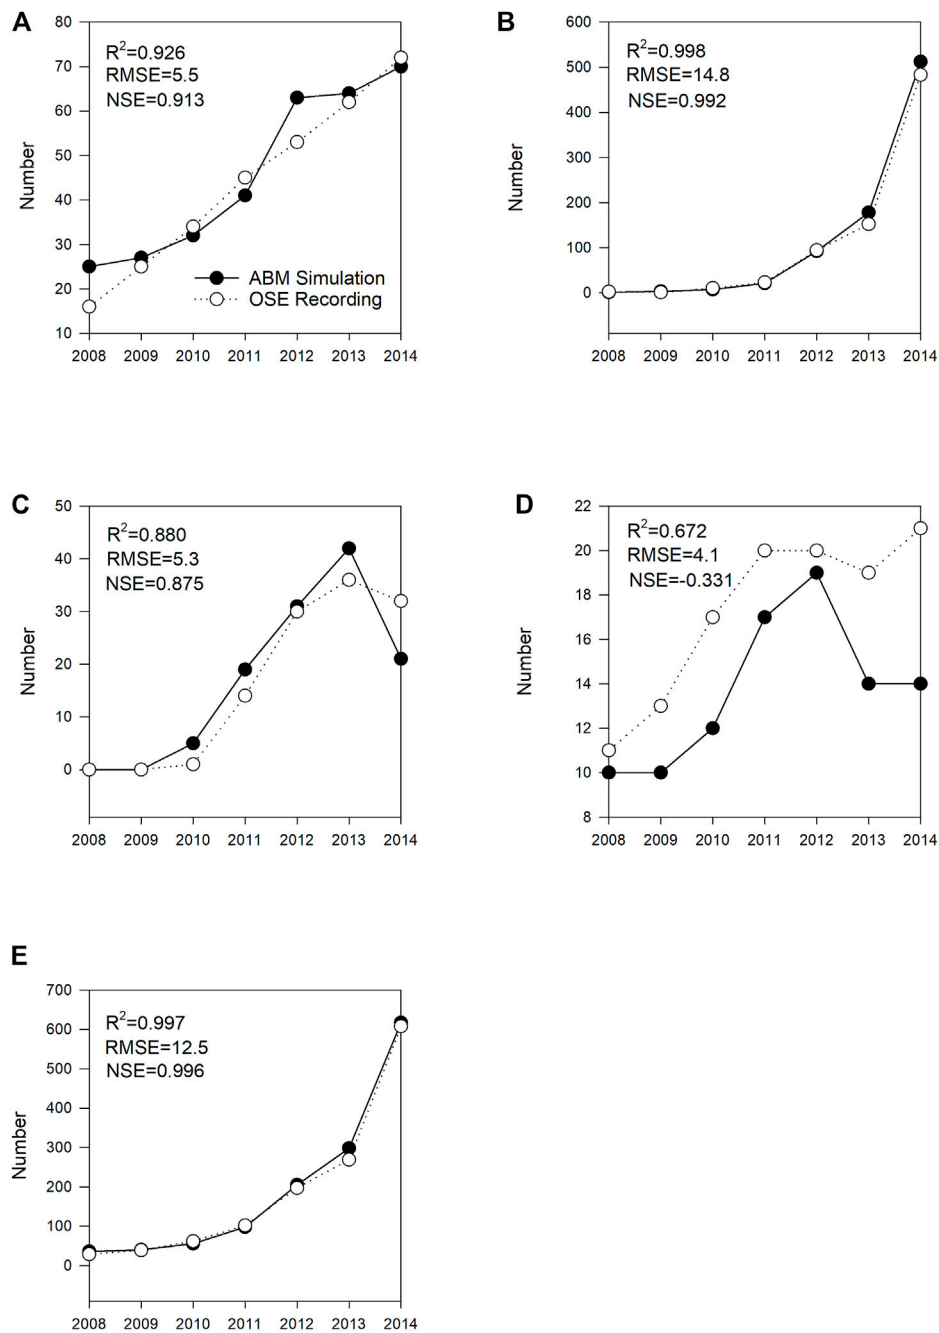 A
R²=0.926
RMSE=5.5
NSE=0.913
Number
80
70
60
50
40
30
20
10
ABM Simulation
OSE Recording
2008 2009 2010 2011 2012 2013 2014
B
R²=0.998
RMSE=14.8
NSE=0.992
Number
600
500
400
300
200
100
0
2008 2009 2010 2011 2012 2013 2014
C
R²=0.880
RMSE=5.3
NSE=0.875
Number
50
40
30
20
10
0
2008 2009 2010 2011 2012 2013 2014
D
R²=0.672
RMSE=4.1
NSE=-0.331
Number
22
20
18
16
14
12
10
8
2008 2009 2010 2011 2012 2013 2014
E
R²=0.997
RMSE=12.5
NSE=0.996
Number
700
600
500
400
300
200
100
0
2008 2009 2010 2011 2012 2013 2014